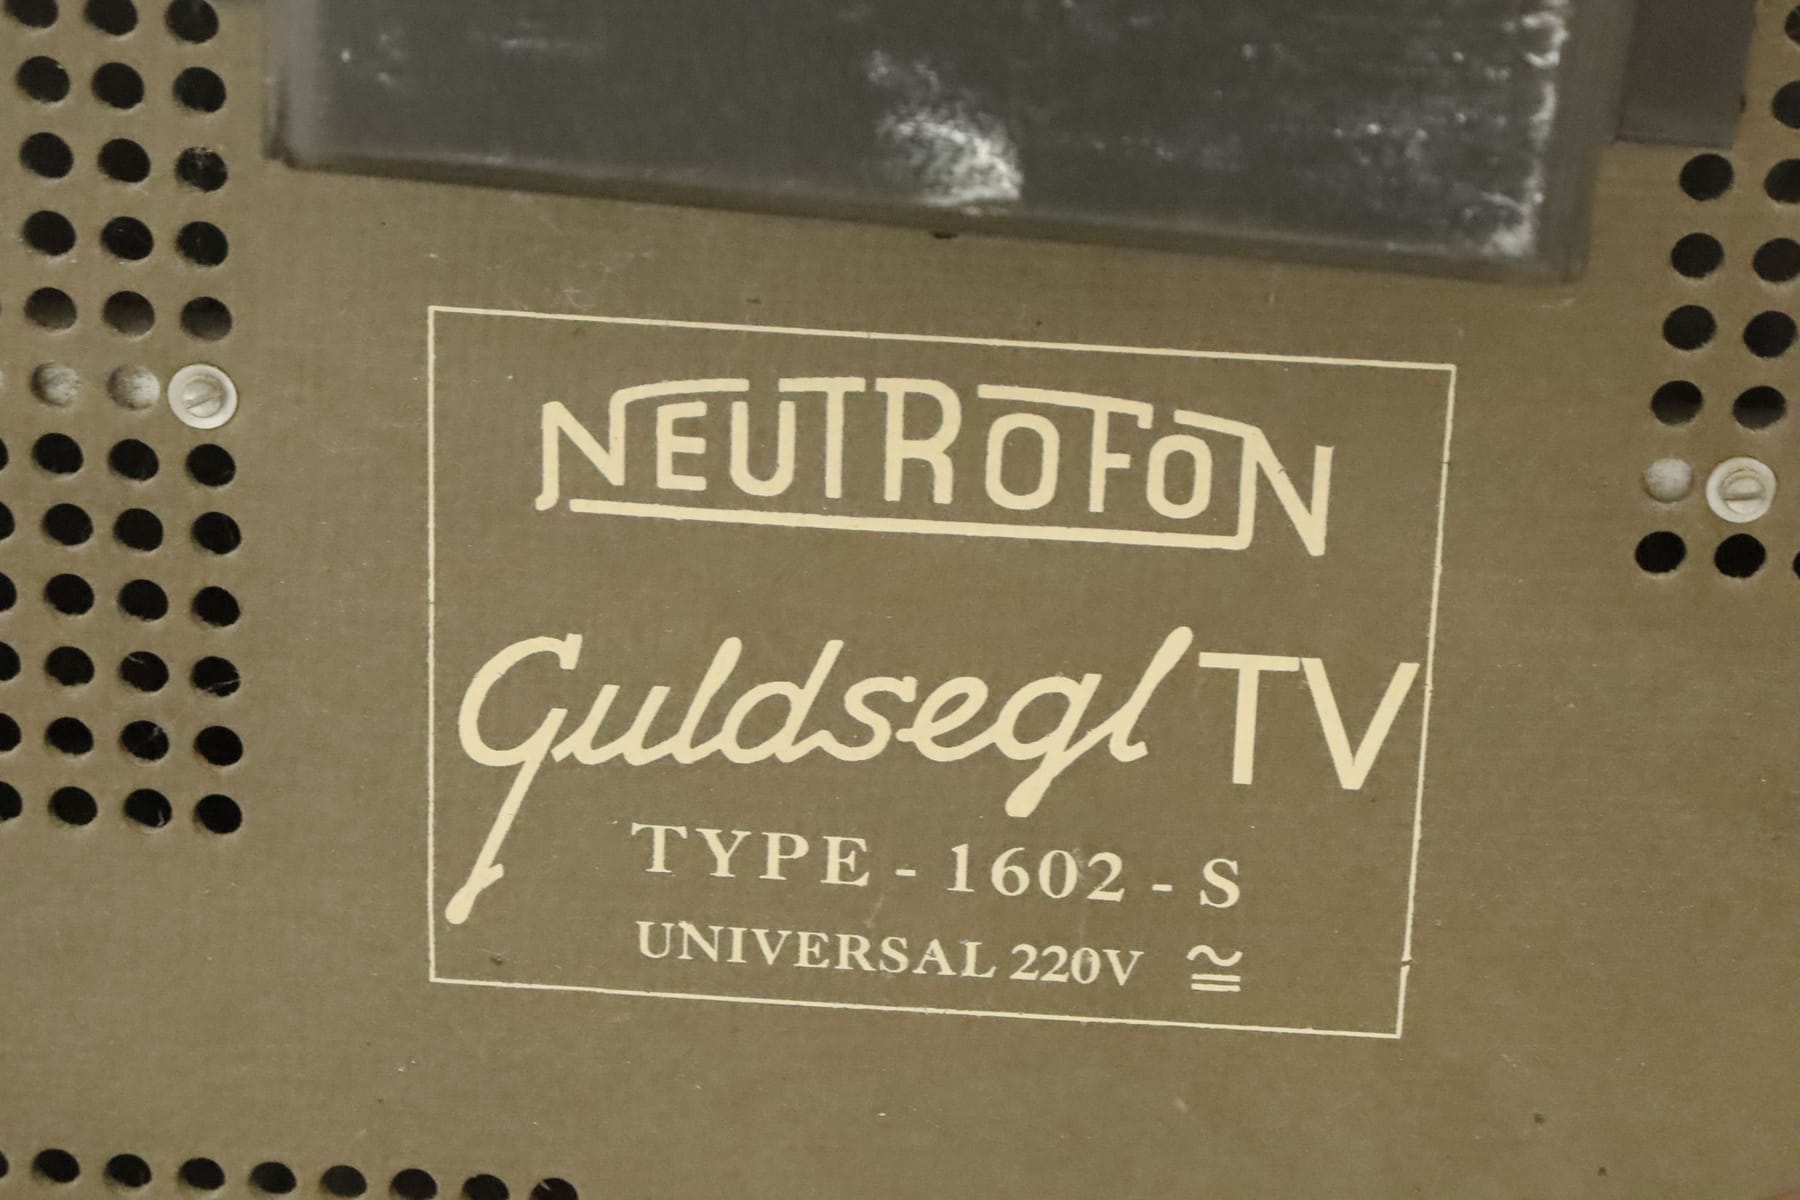 NEUTROFON
Guldsegl TV
TYPE - 1602 - S
UNIVERSAL 220V ≅